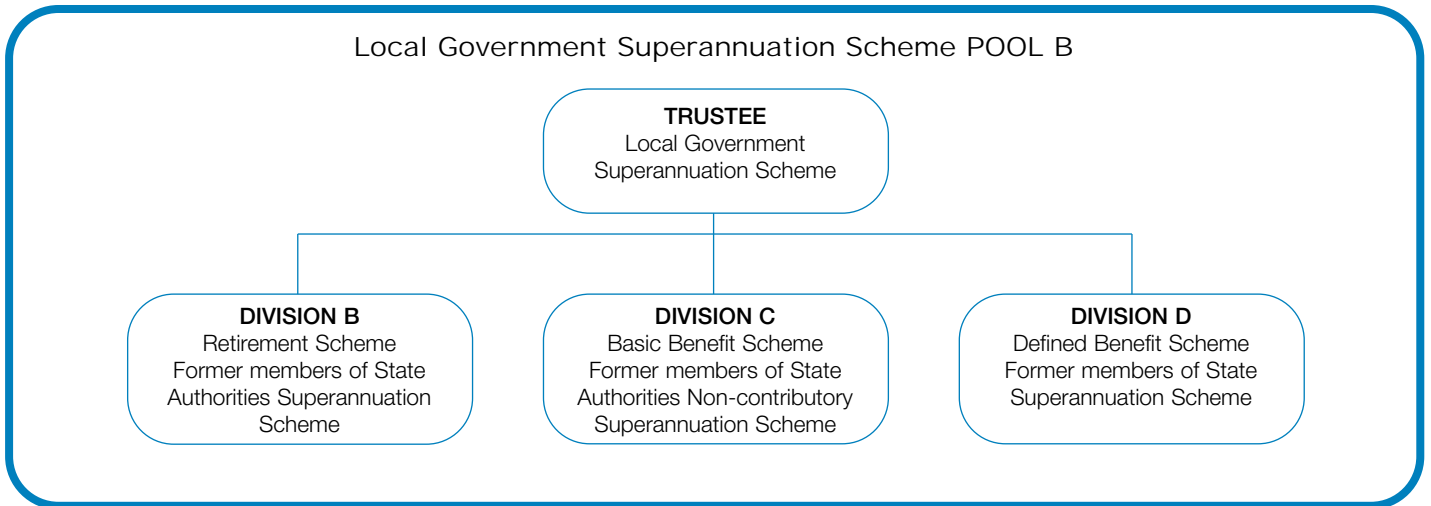 Local Government Superannuation Scheme POOL B
TRUSTEE
Local Government
Superannuation Scheme
DIVISION B
Retirement Scheme
Former members of State
Authorities Superannuation
Scheme
DIVISION C
Basic Benefit Scheme
Former members of State
Authorities Non-contributory
Superannuation Scheme
DIVISION D
Defined Benefit Scheme
Former members of State
Superannuation Scheme